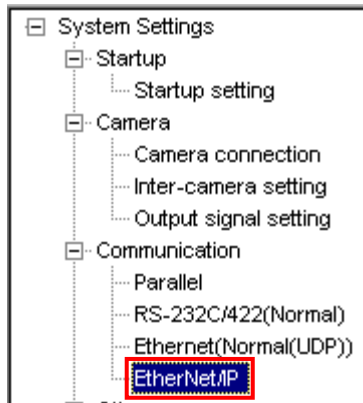 System Settings
Startup
Startup setting
Camera
Camera connection
Inter-camera setting
Output signal setting
Communication
Parallel
RS-232C/422(Normal)
Ethernet(Normal(UDP))
EtherNet/IP